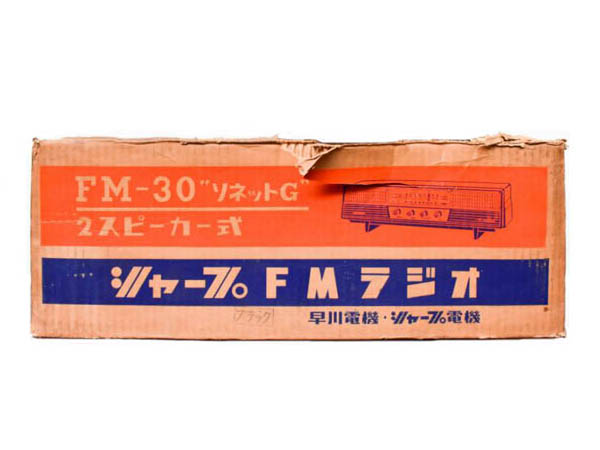 FM-30 "ソネットG"
2スピーカー式
シャープ FMラジオ
ブラック
早川電機・シャープ電機